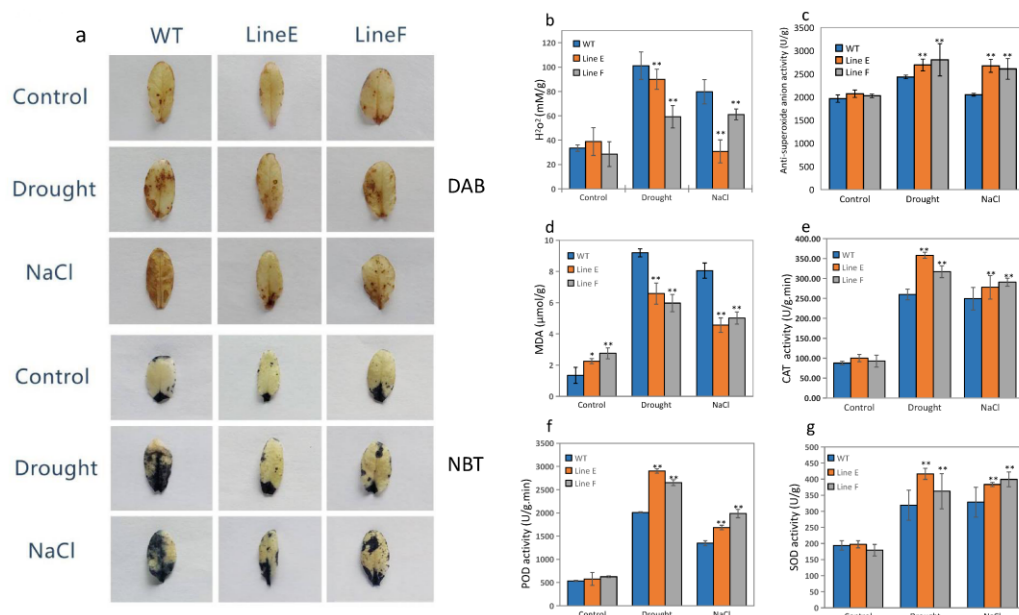 a
WT LineE LineF
Control
Drought
NaCl
DAB
Control
Drought
NaCl
NBT
b
H²O² (mM/g)
120
100
80
60
40
20
0
WT
Line E
Line F
** ** ** **
Control Drought NaCl
c
Anti-superoxide anion activity (U/g)
3500
3000
2500
2000
1500
1000
500
0
WT
Line E
Line F
** ** ** **
Control Drought NaCl
d
MDA (μmol/g)
10
8
6
4
2
0
WT
Line E
Line F
* ** ** ** ** **
Control Drought NaCl
e
CAT activity (U/g.min)
400.00
350.00
300.00
250.00
200.00
150.00
100.00
50.00
0.00
WT
Line E
Line F
** ** ** **
Control Drought NaCl
f
POD activity (U/g.min)
3500
3000
2500
2000
1500
1000
500
0
WT
Line E
Line F
** ** ** **
Control Drought NaCl
g
SOD activity (U/g)
500
450
400
350
300
250
200
150
100
50
0
WT
Line E
Line F
** ** ** **
Control Drought NaCl